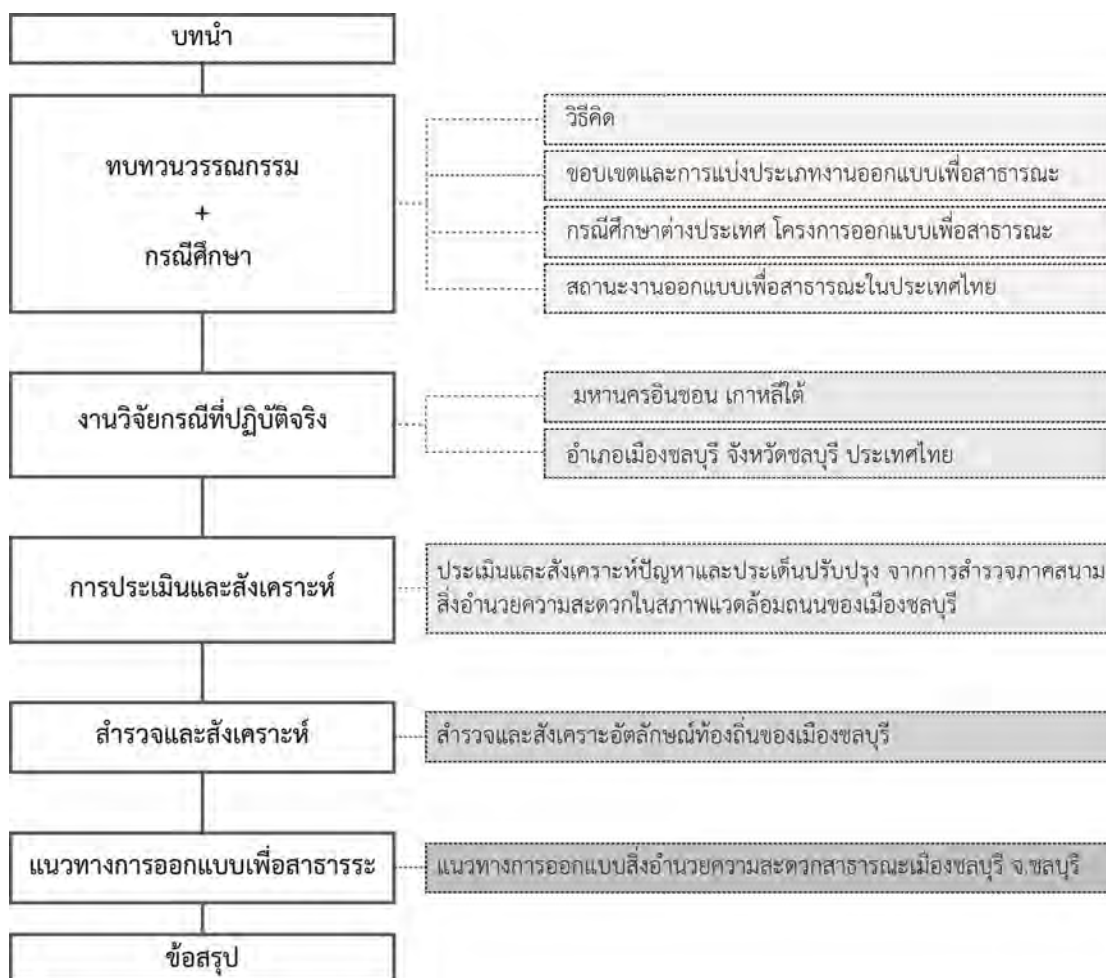 บทนำ
ทบทวนวรรณกรรม
+
กรณีศึกษา
วิธีคิด
ขอบเขตและการแบ่งประเภทงานออกแบบเพื่อสาธารณะ
กรณีศึกษาต่างประเทศ โครงการออกแบบเพื่อสาธารณะ
สถานะงานออกแบบเพื่อสาธารณะในประเทศไทย
งานวิจัยกรณีที่ปฏิบัติจริง
มหานครอินชอน เกาหลีใต้
อำเภอเมืองชลบุรี จังหวัดชลบุรี ประเทศไทย
การประเมินและสังเคราะห์
ประเมินและสังเคราะห์ปัญหาและประเด็นปรับปรุง จากการสำรวจภาคสนาม
สิ่งอำนวยความสะดวกในสภาพแวดล้อมถนนของเมืองชลบุรี
สำรวจและสังเคราะห์
สำรวจและสังเคราะอัตลักษณ์ท้องถิ่นของเมืองชลบุรี
แนวทางการออกแบบเพื่อสาธารระ
แนวทางการออกแบบสิ่งอำนวยความสะดวกสาธารณะเมืองชลบุรี จ.ชลบุรี
ข้อสรุป